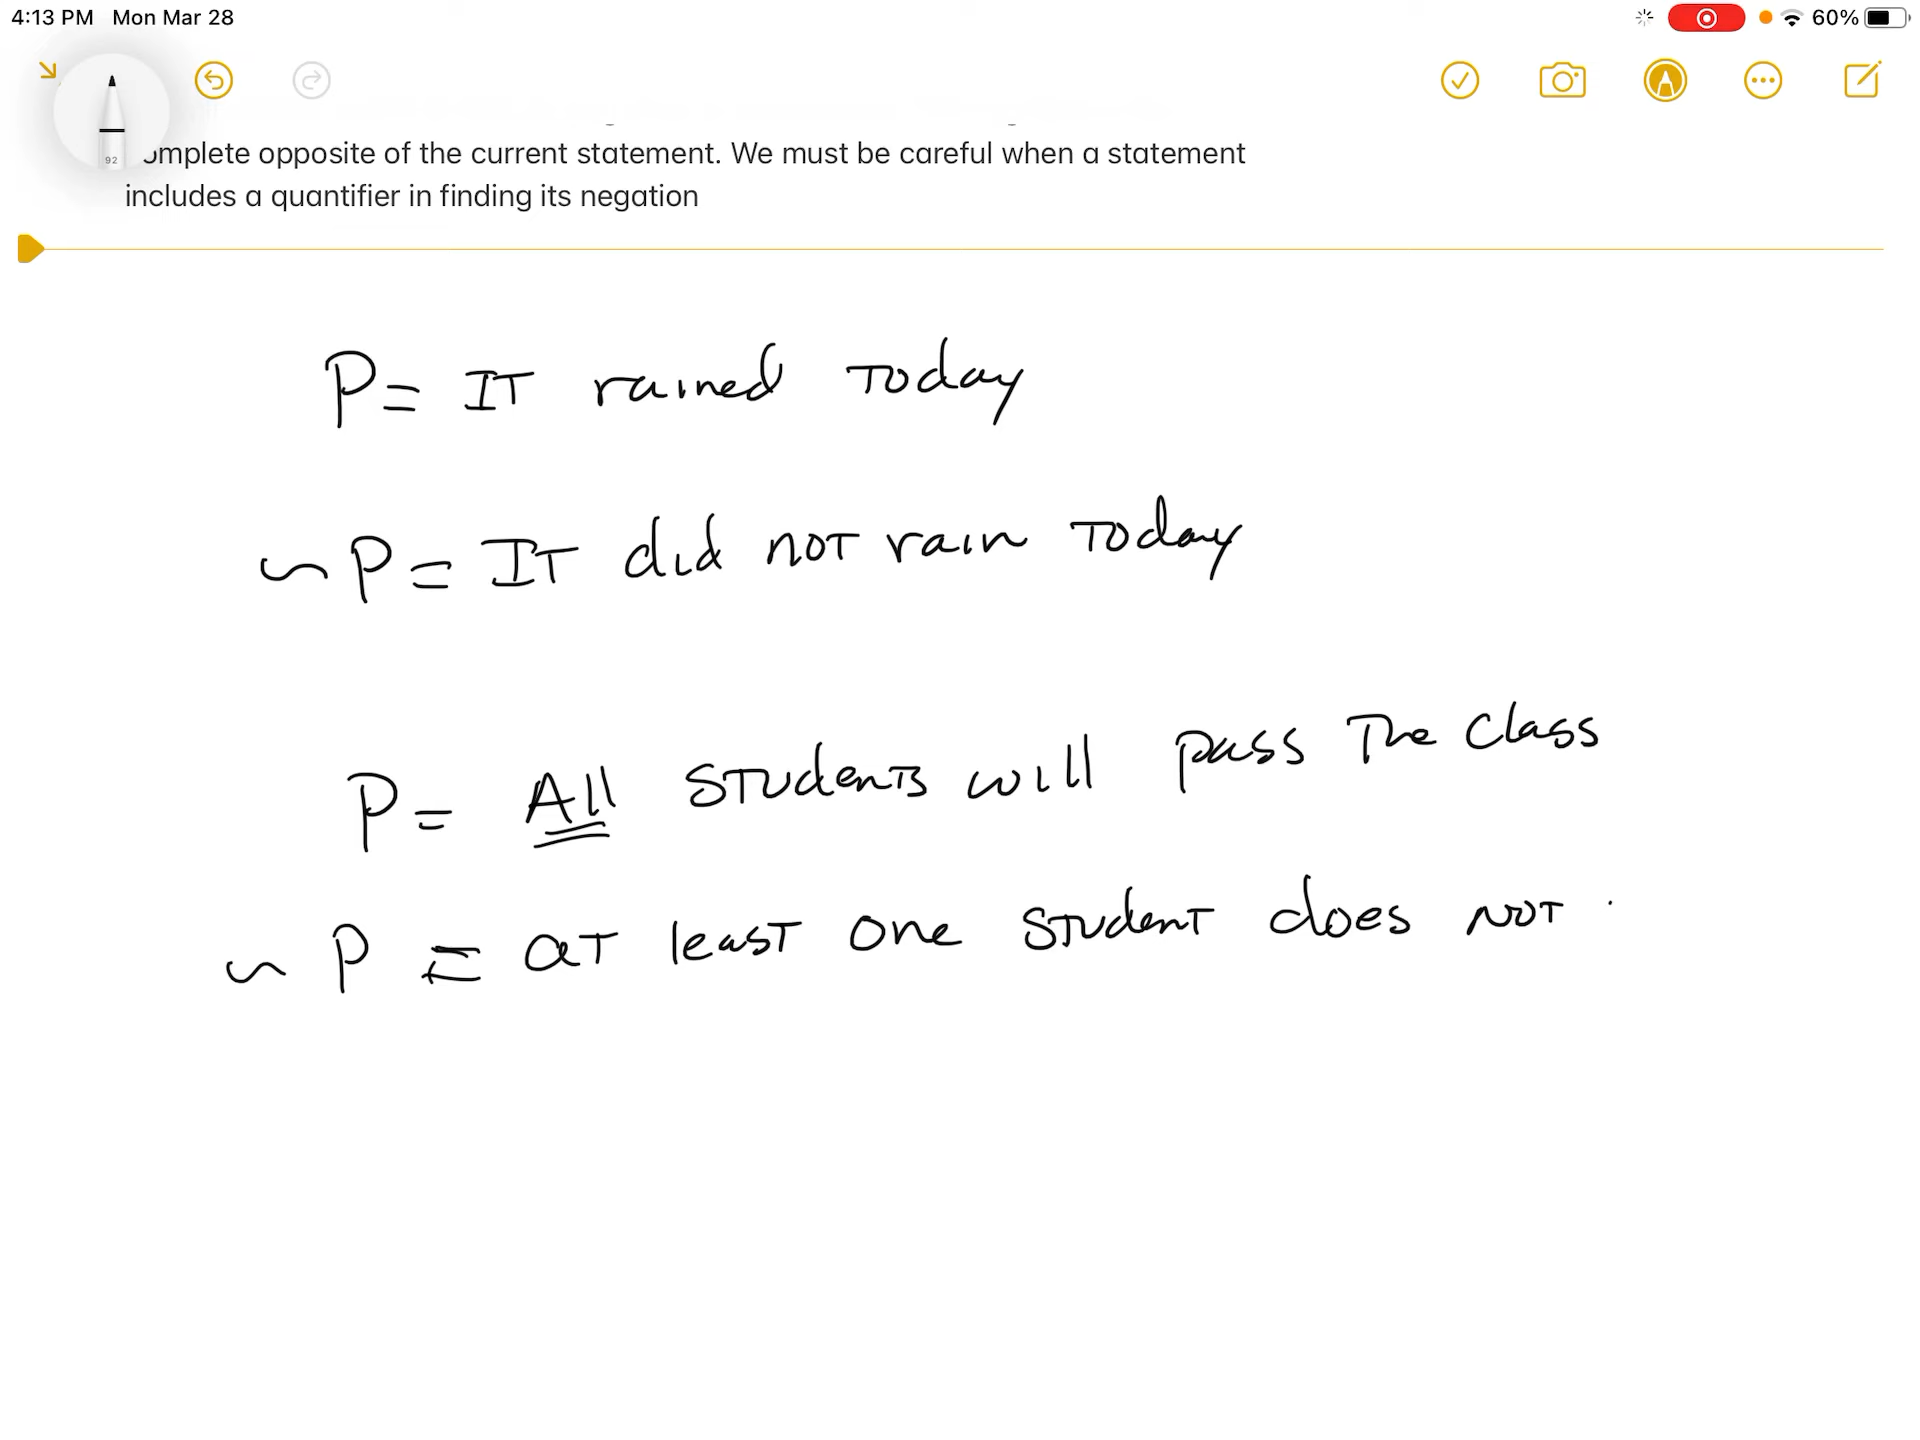 4:13 PM Mon Mar 28
60%
92
omplete opposite of the current statement. We must be careful when a statement
includes a quantifier in finding its negation
P = IT rained Today
~ P = IT did not rain Today
P = All Students will pass The Class
~ P = at least one Student does not